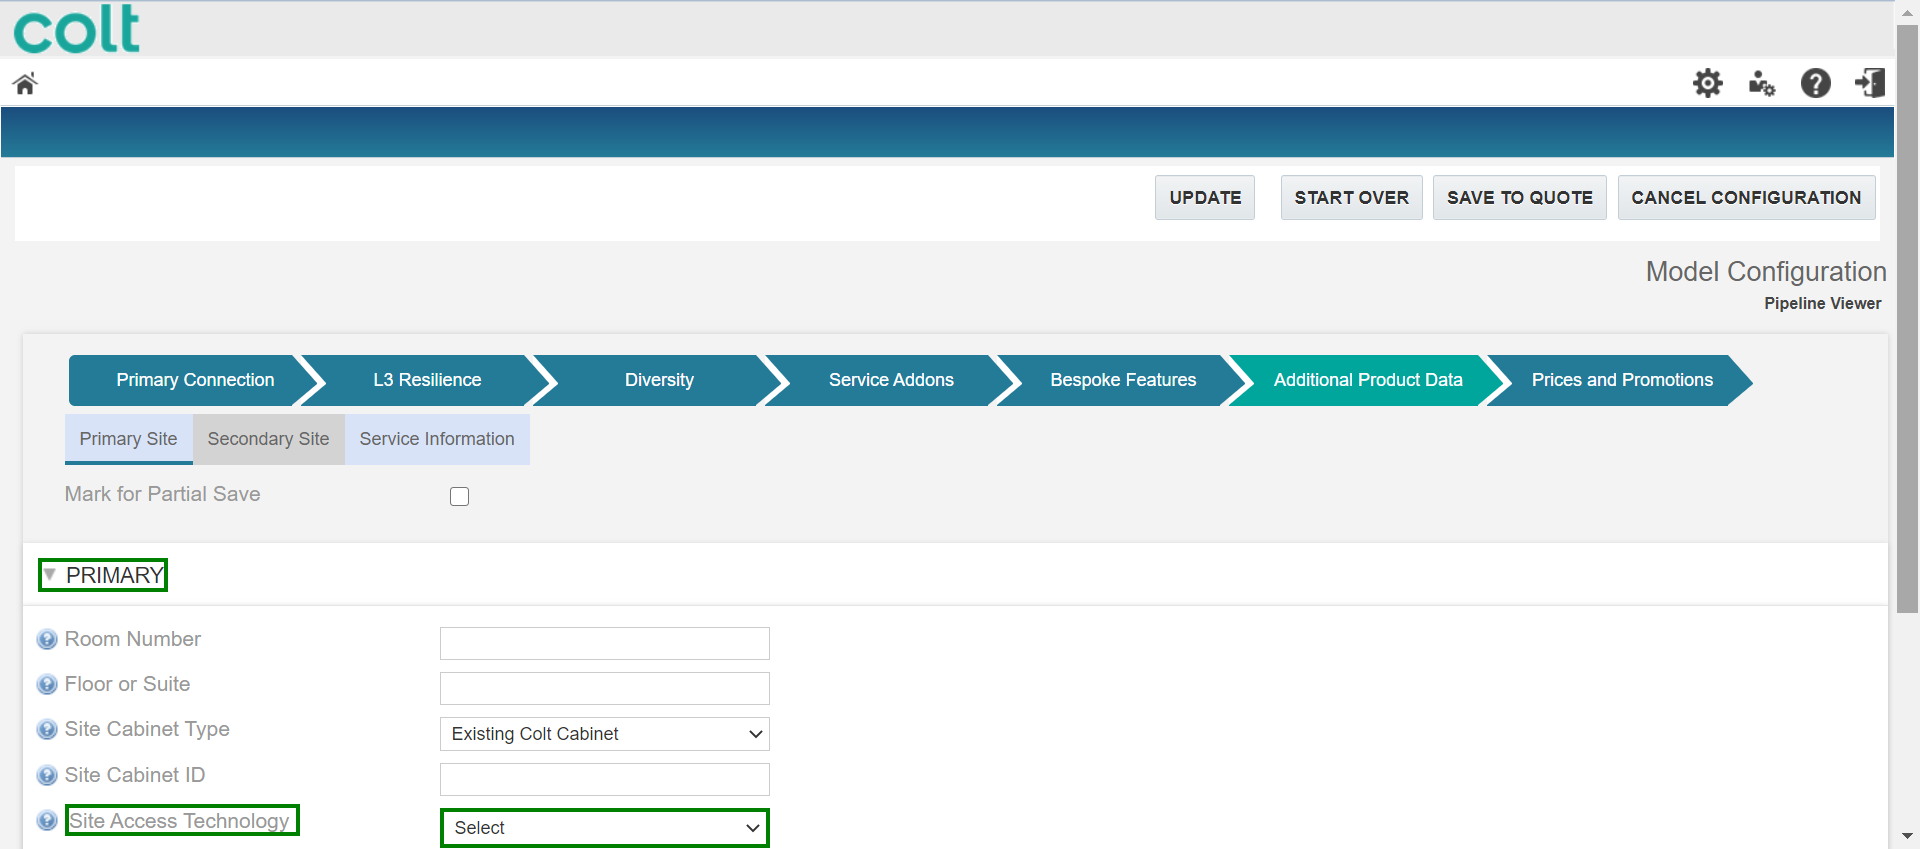 colt
UPDATE START OVER SAVE TO QUOTE CANCEL CONFIGURATION
Model Configuration
Pipeline Viewer
Primary Connection L3 Resilience Diversity Service Addons Bespoke Features Additional Product Data Prices and Promotions
Primary Site Secondary Site Service Information
Mark for Partial Save
PRIMARY
Room Number
Floor or Suite
Site Cabinet Type Existing Colt Cabinet
Site Cabinet ID
Site Access Technology Select